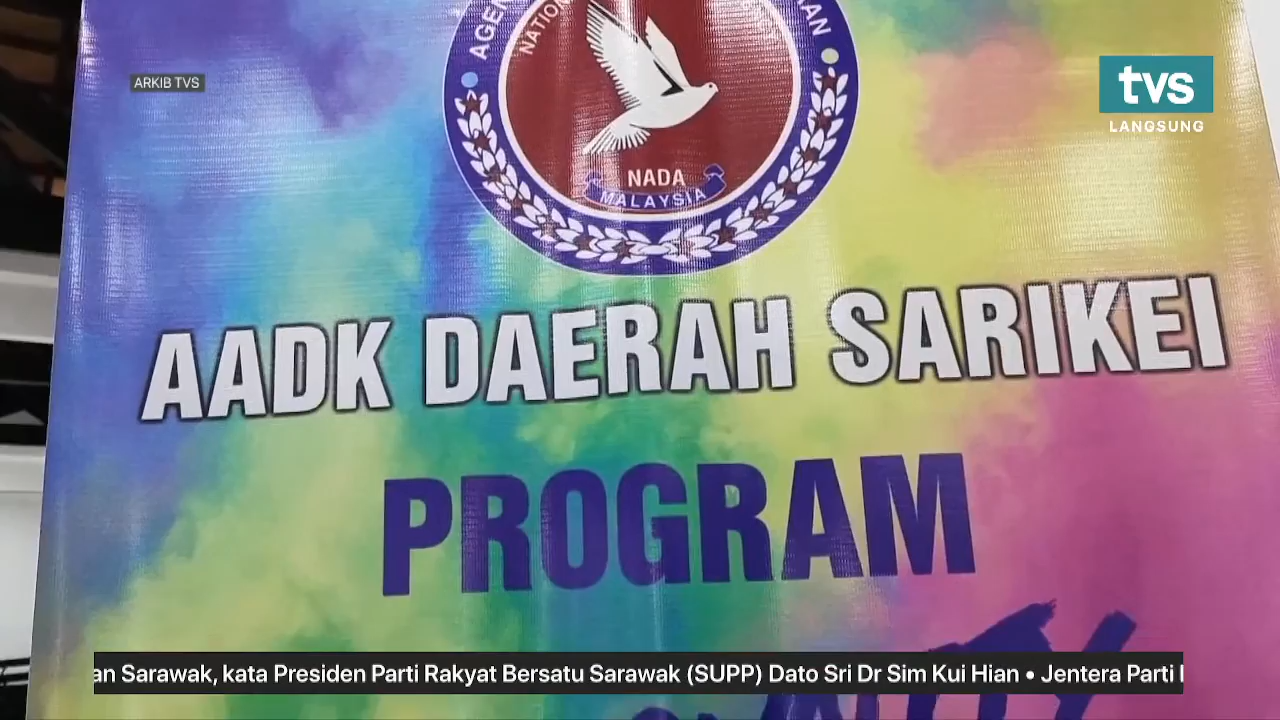 ARKIB TVS
tvs
LANGSUNG
NADA
MALAYSIA
AADK DAERAH SARIKEI
PROGRAM
an Sarawak, kata Presiden Parti Rakyat Bersatu Sarawak (SUPP) Dato Sri Dr Sim Kui Hian • Jentera Parti